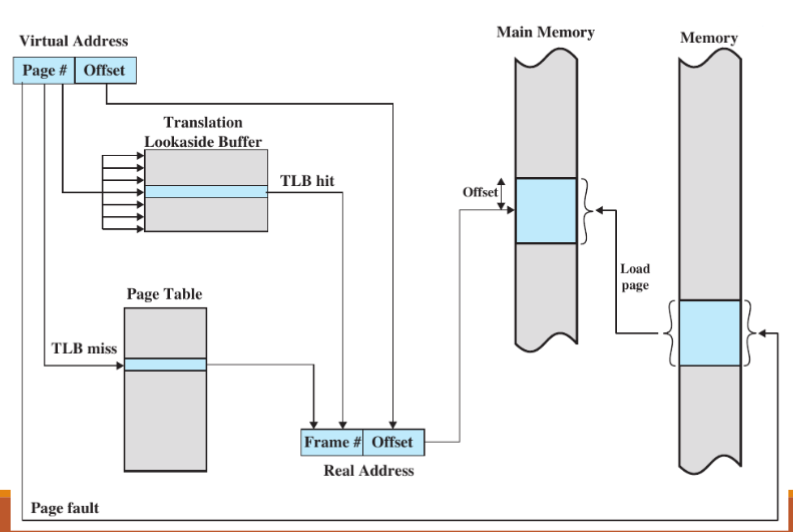 Virtual Address
Page #
Offset
Translation
Lookaside Buffer
TLB hit
Page Table
TLB miss
Frame #
Offset
Real Address
Main Memory
Offset
Memory
Load
page
Page fault